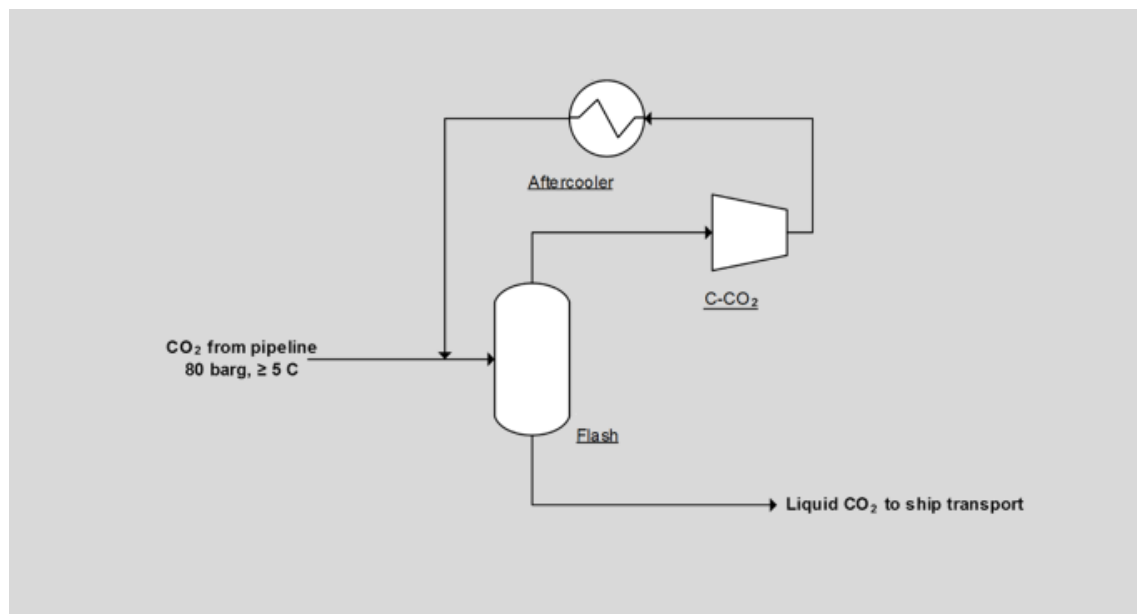 Aftercooler
C-CO₂
CO₂ from pipeline
80 barg, ≥ 5 C
Flash
Liquid CO₂ to ship transport